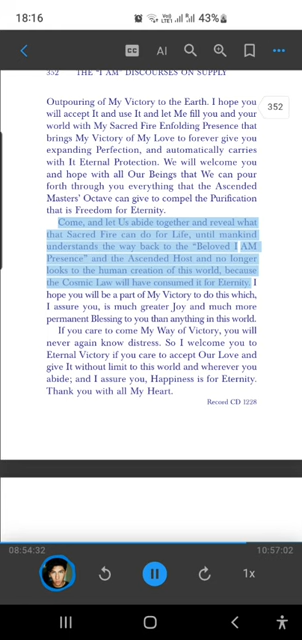 18:16
43%
CC
AI
352 THE "I AM" DISCOURSES ON SUPPLY
352
Outpouring of My Victory to the Earth. I hope you
will accept It and use It and let Me fill you and your
world with My Sacred Fire Enfolding Presence that
brings My Victory of My Love to forever give you
expanding Perfection, and automatically carries
with It Eternal Protection. We will welcome you
and hope with all Our Beings that We can pour
forth through you everything that the Ascended
Masters' Octave can give to compel the Purification
that is Freedom for Eternity.
Come, and let Us abide together and reveal what
that Sacred Fire can do for Life, until mankind
understands the way back to the "Beloved I AM
Presence" and the Ascended Host and no longer
looks to the human creation of this world, because
the Cosmic Law will have consumed it for Eternity. I
hope you will be a part of My Victory to do this, which,
I assure you, is much greater Joy and much more
permanent Blessing to you than anything in this world.
If you care to come My Way of Victory, you will
never again know distress. So I welcome you to
Eternal Victory if you care to accept Our Love and
give It without limit to this world and wherever you
abide; and I assure you, Happiness is for Eternity.
Thank you with all My Heart.
Record CD 1228
08:54:32
10:57:02
1x